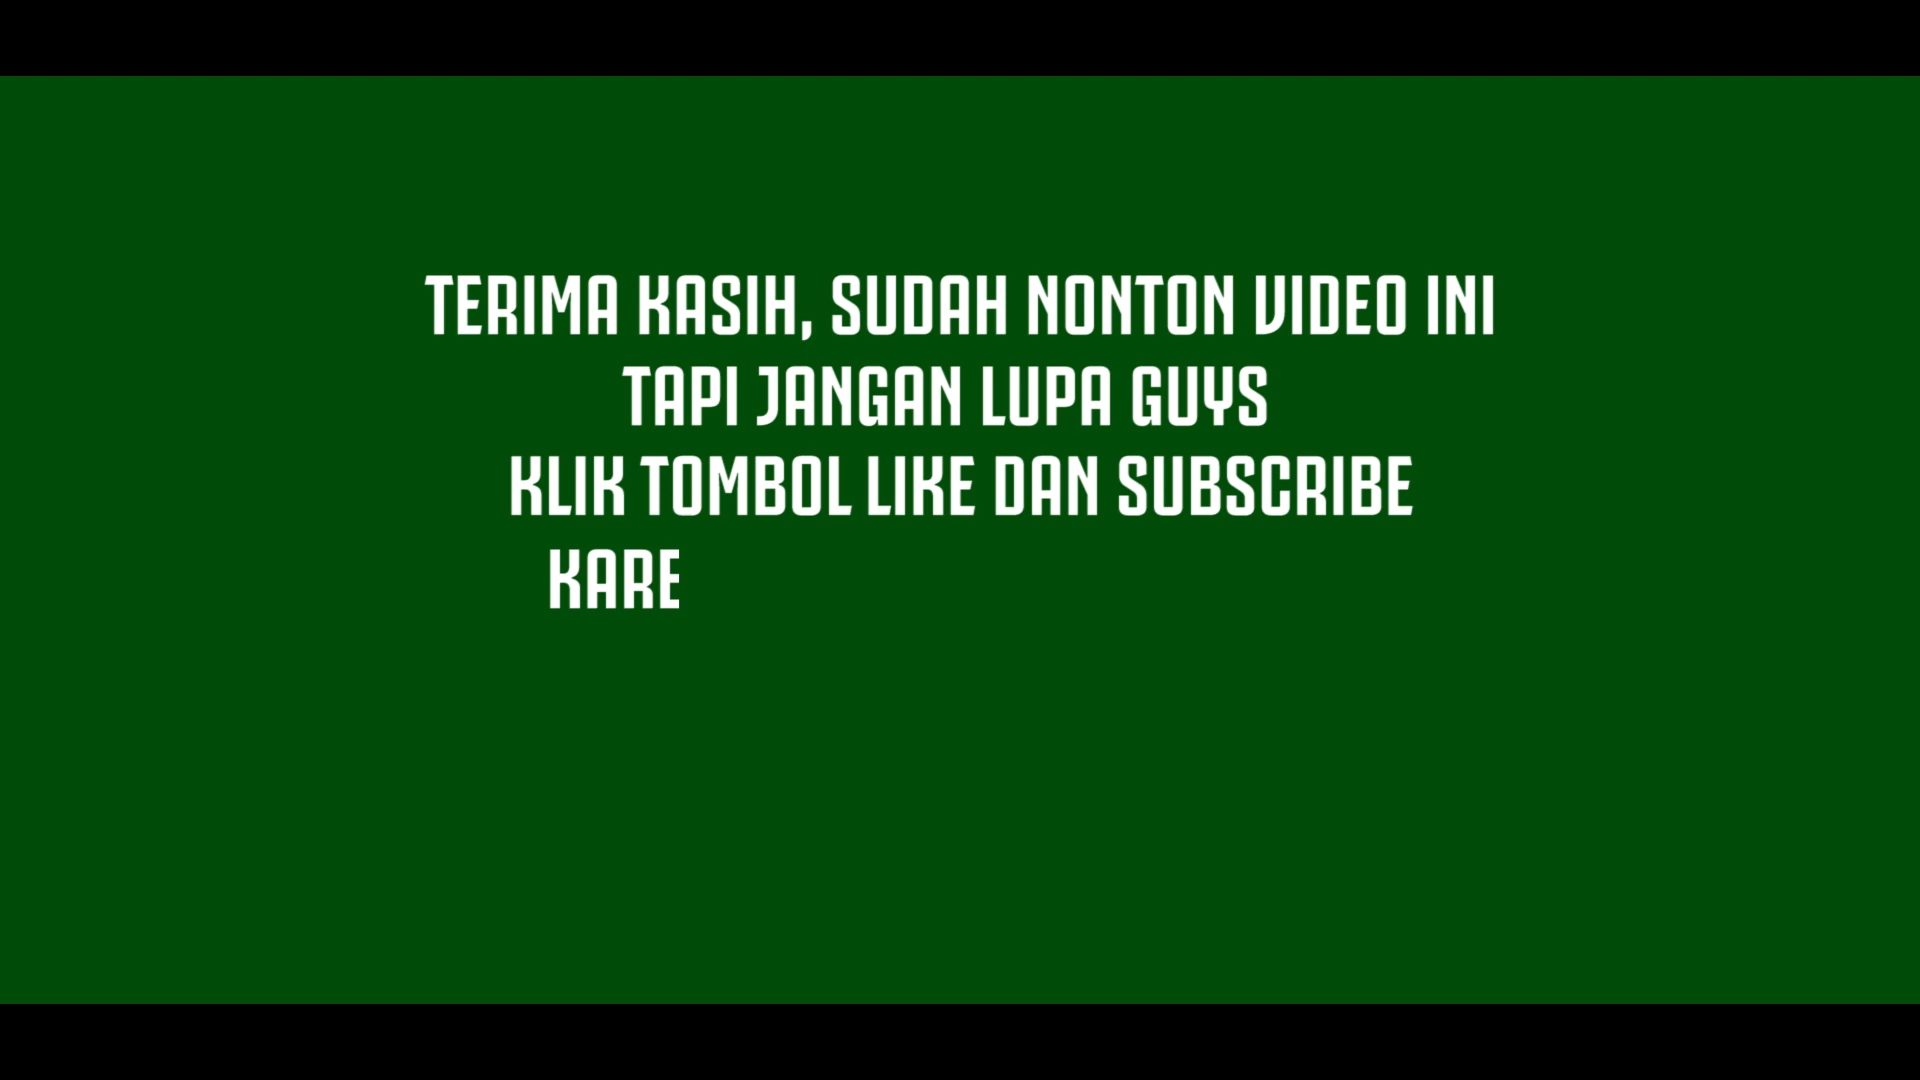 TERIMA KASIH, SUDAH NONTON VIDEO INI
TAPI JANGAN LUPA GUYS
KLIK TOMBOL LIKE DAN SUBSCRIBE
KARE